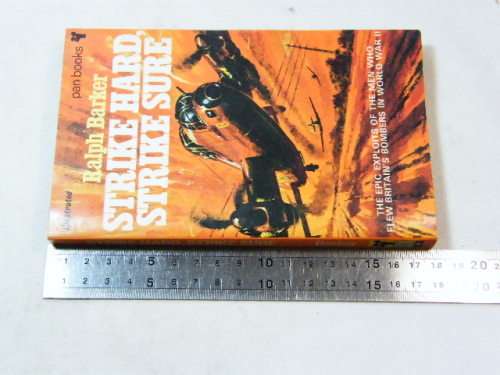 pan books
illustrated
Ralph Barker
STRIKE HARD,
STRIKE SURE
THE EPIC EXPLOITS OF THE MEN WHO
FLEW BRITAIN'S BOMBERS IN WORLD WAR II
1 2 3 4 5 6 7 8 9 10 11 12 13 14 15 16 17 18 19 20
1 2 3 4 5 6 7 8 9 10 11 12 13 14 15 16 17 18